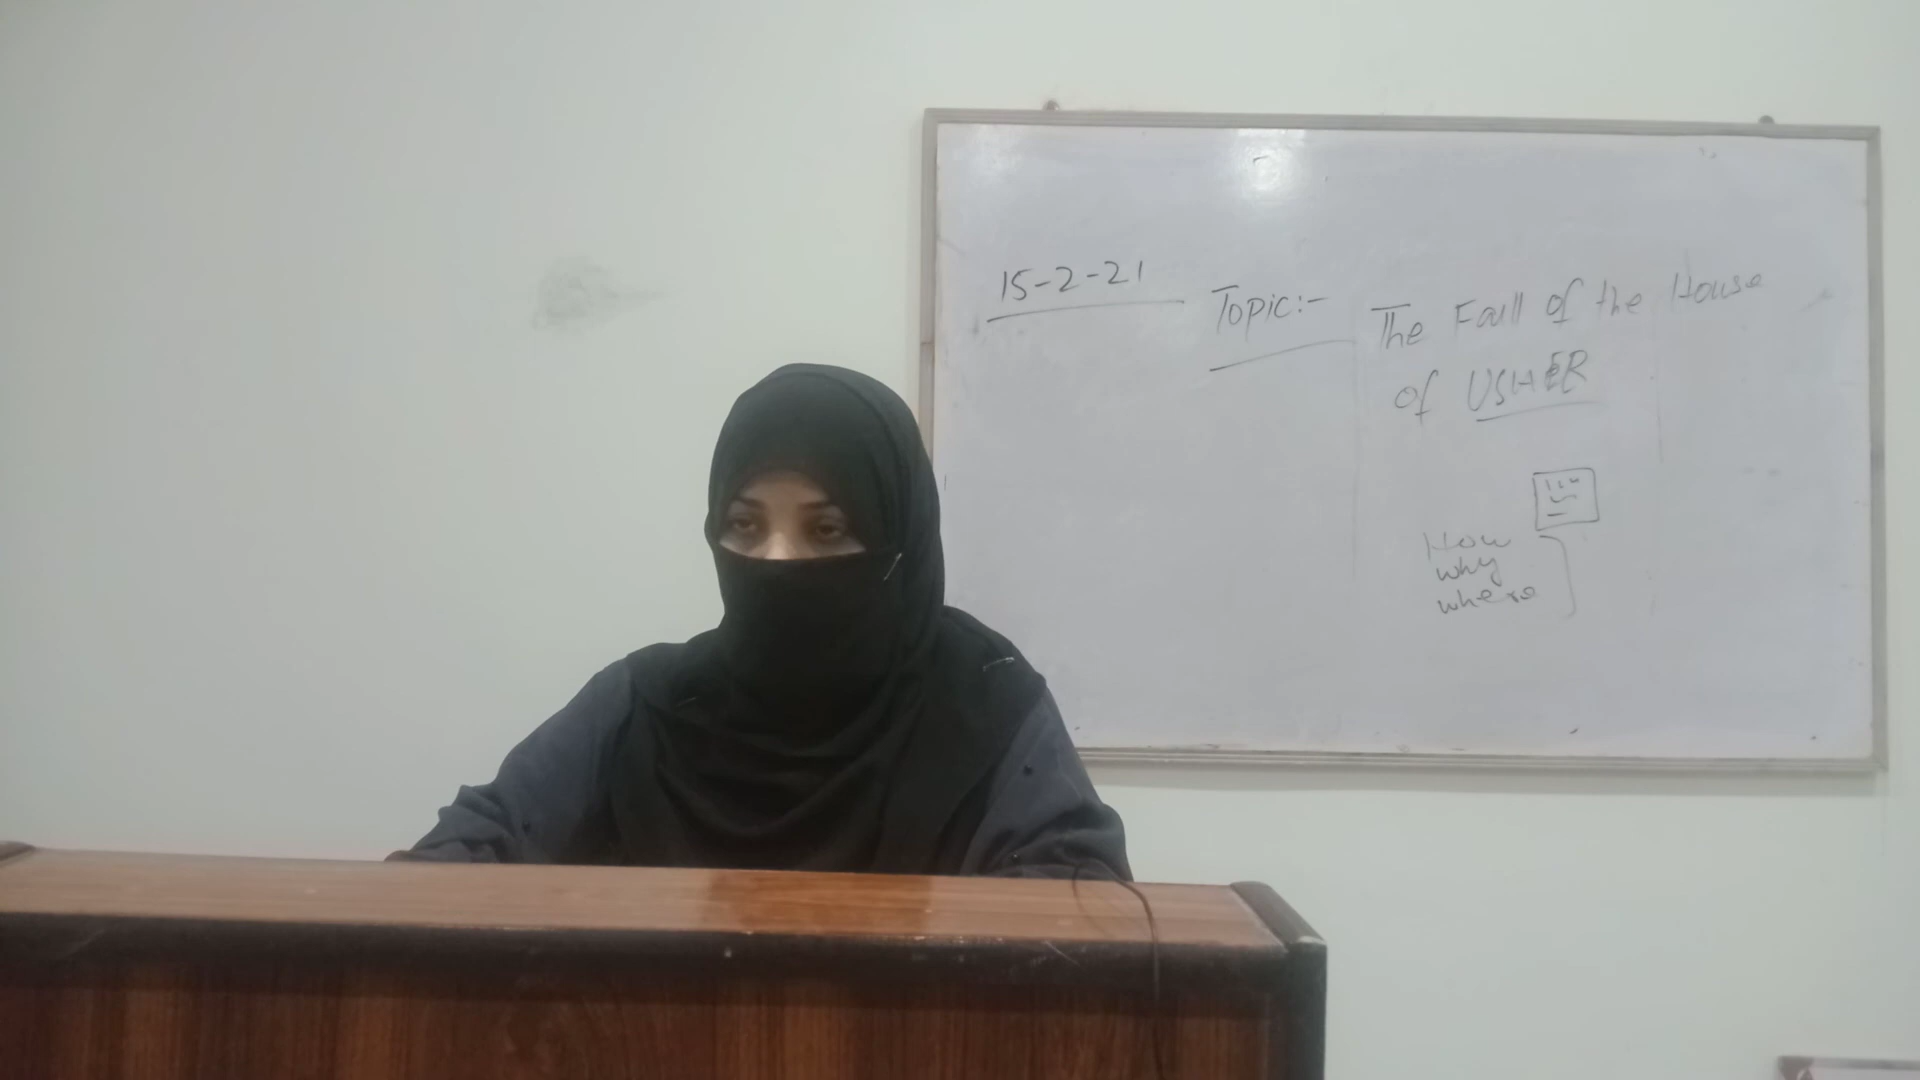 15-2-21
Topic:- The Fall of the House
of USHER
How
why
where